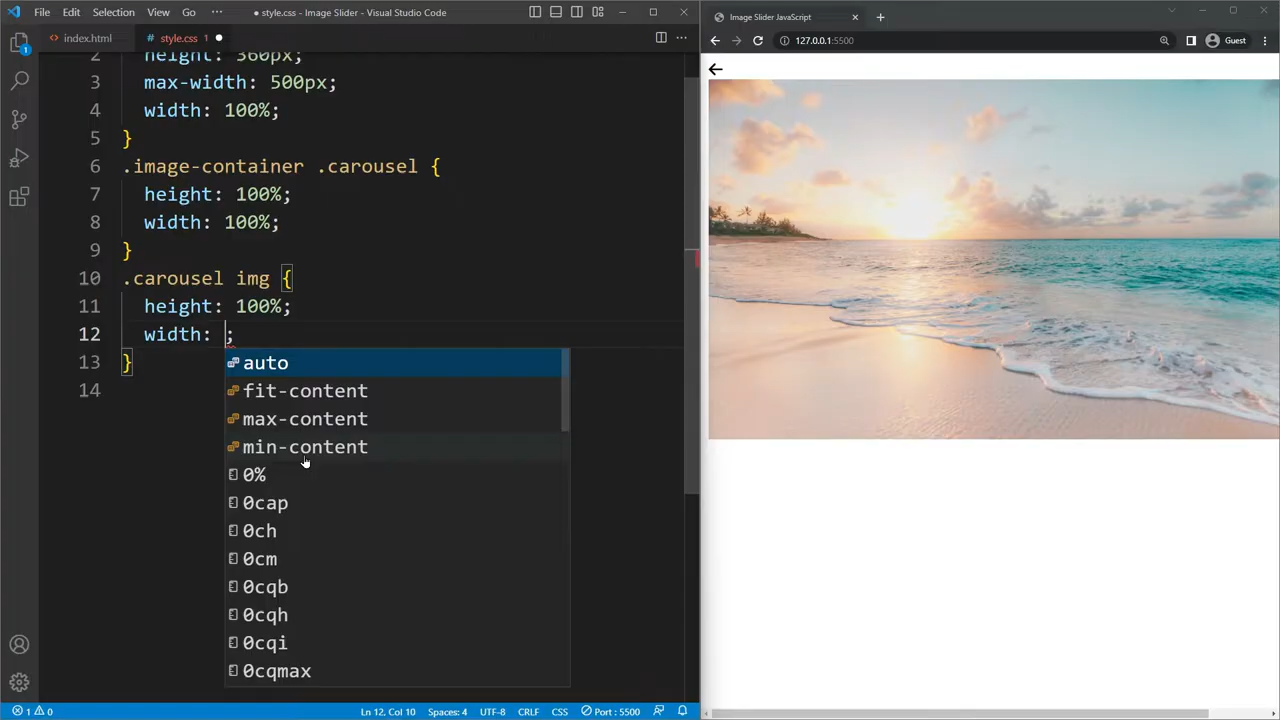 File Edit Selection View Go ••• • style.css - Image Slider - Visual Studio Code
index.html
# style.css 1 ●
2 height: 360px;
3 max-width: 500px;
4 width: 100%;
5 }
6 .image-container .carousel {
7 height: 100%;
8 width: 100%;
9 }
10 .carousel img {
11 height: 100%;
12 width: ;
13 }
14
auto
fit-content
max-content
min-content
0%
0cap
0ch
0cm
0cqb
0cqh
0cqi
0cqmax
1
1 0 Ln 12, Col 10 Spaces: 4 UTF-8 CRLF CSS Port : 5500
Image Slider JavaScript
127.0.0.1:5500
Guest